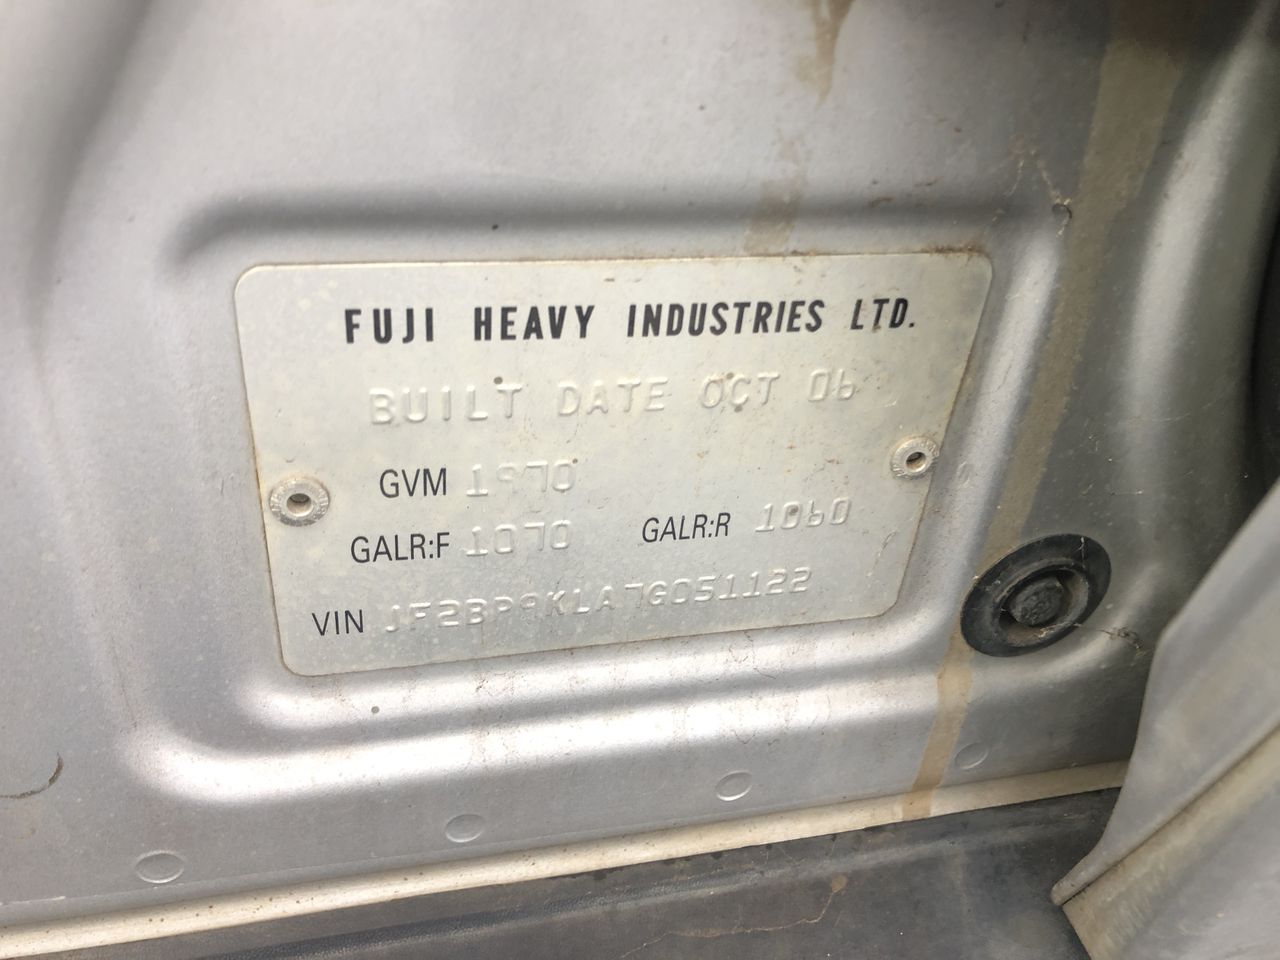 FUJI HEAVY INDUSTRIES LTD.
BUILT DATE OCT 06
GVM 1970
GALR:F 1070 GALR:R 1060
VIN JF2BP9KLA7G051122